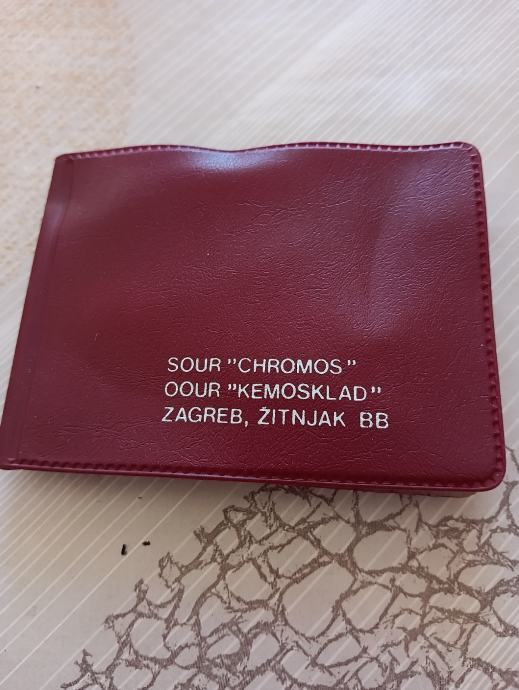 SOUR "CHROMOS"
OOUR "KEMOSKLAD"
ZAGREB, ŽITNJAK BB